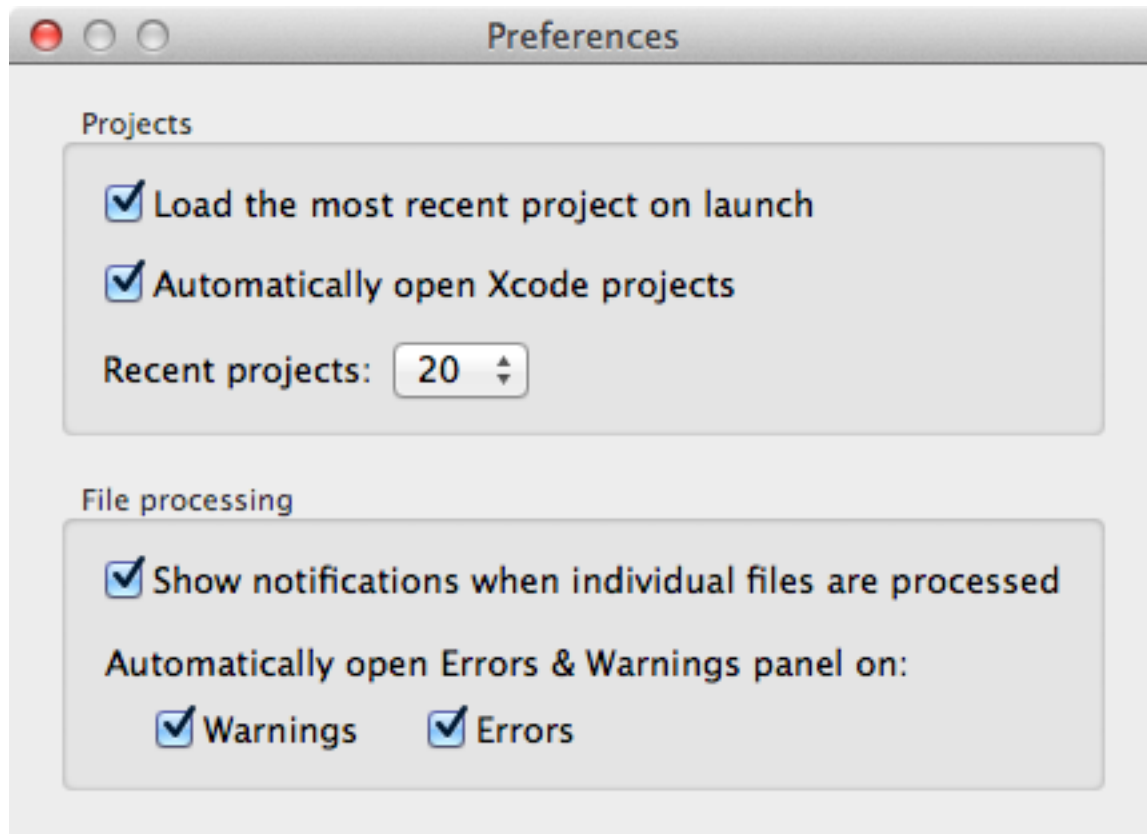 Preferences
Projects
Load the most recent project on launch
Automatically open Xcode projects
Recent projects: 20
File processing
Show notifications when individual files are processed
Automatically open Errors & Warnings panel on:
Warnings Errors